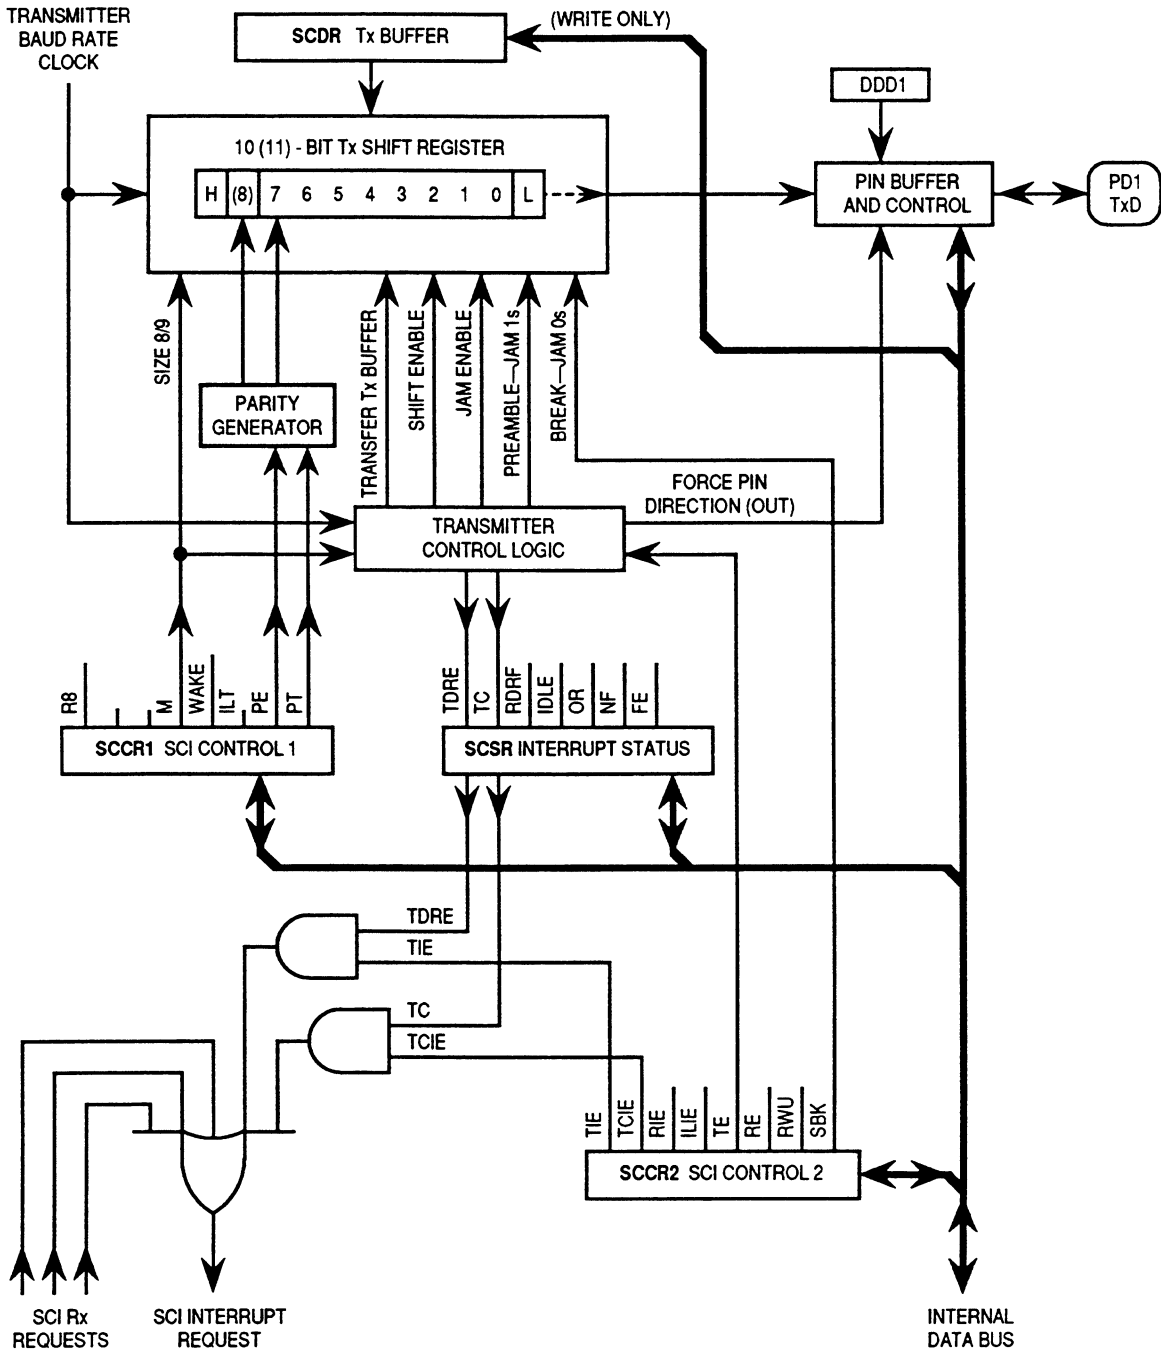 TRANSMITTER
BAUD RATE
CLOCK
SCDR Tx BUFFER
(WRITE ONLY)
DDD1
10 (11) - BIT Tx SHIFT REGISTER
H (8) 7 6 5 4 3 2 1 0 L
PIN BUFFER
AND CONTROL
PD1
TxD
SIZE 8/9
TRANSFER Tx BUFFER
SHIFT ENABLE
JAM ENABLE
PREAMBLE—JAM 1s
BREAK—JAM 0s
PARITY
GENERATOR
FORCE PIN
DIRECTION (OUT)
TRANSMITTER
CONTROL LOGIC
R8
M
WAKE
ILT
PE
PT
TDRE
TC
RDRF
IDLE
OR
NF
FE
SCCR1 SCI CONTROL 1
SCSR INTERRUPT STATUS
TDRE
TIE
TC
TCIE
TIE
TCIE
RIE
ILIE
TE
RE
RWU
SBK
SCCR2 SCI CONTROL 2
SCI Rx
REQUESTS
SCI INTERRUPT
REQUEST
INTERNAL
DATA BUS